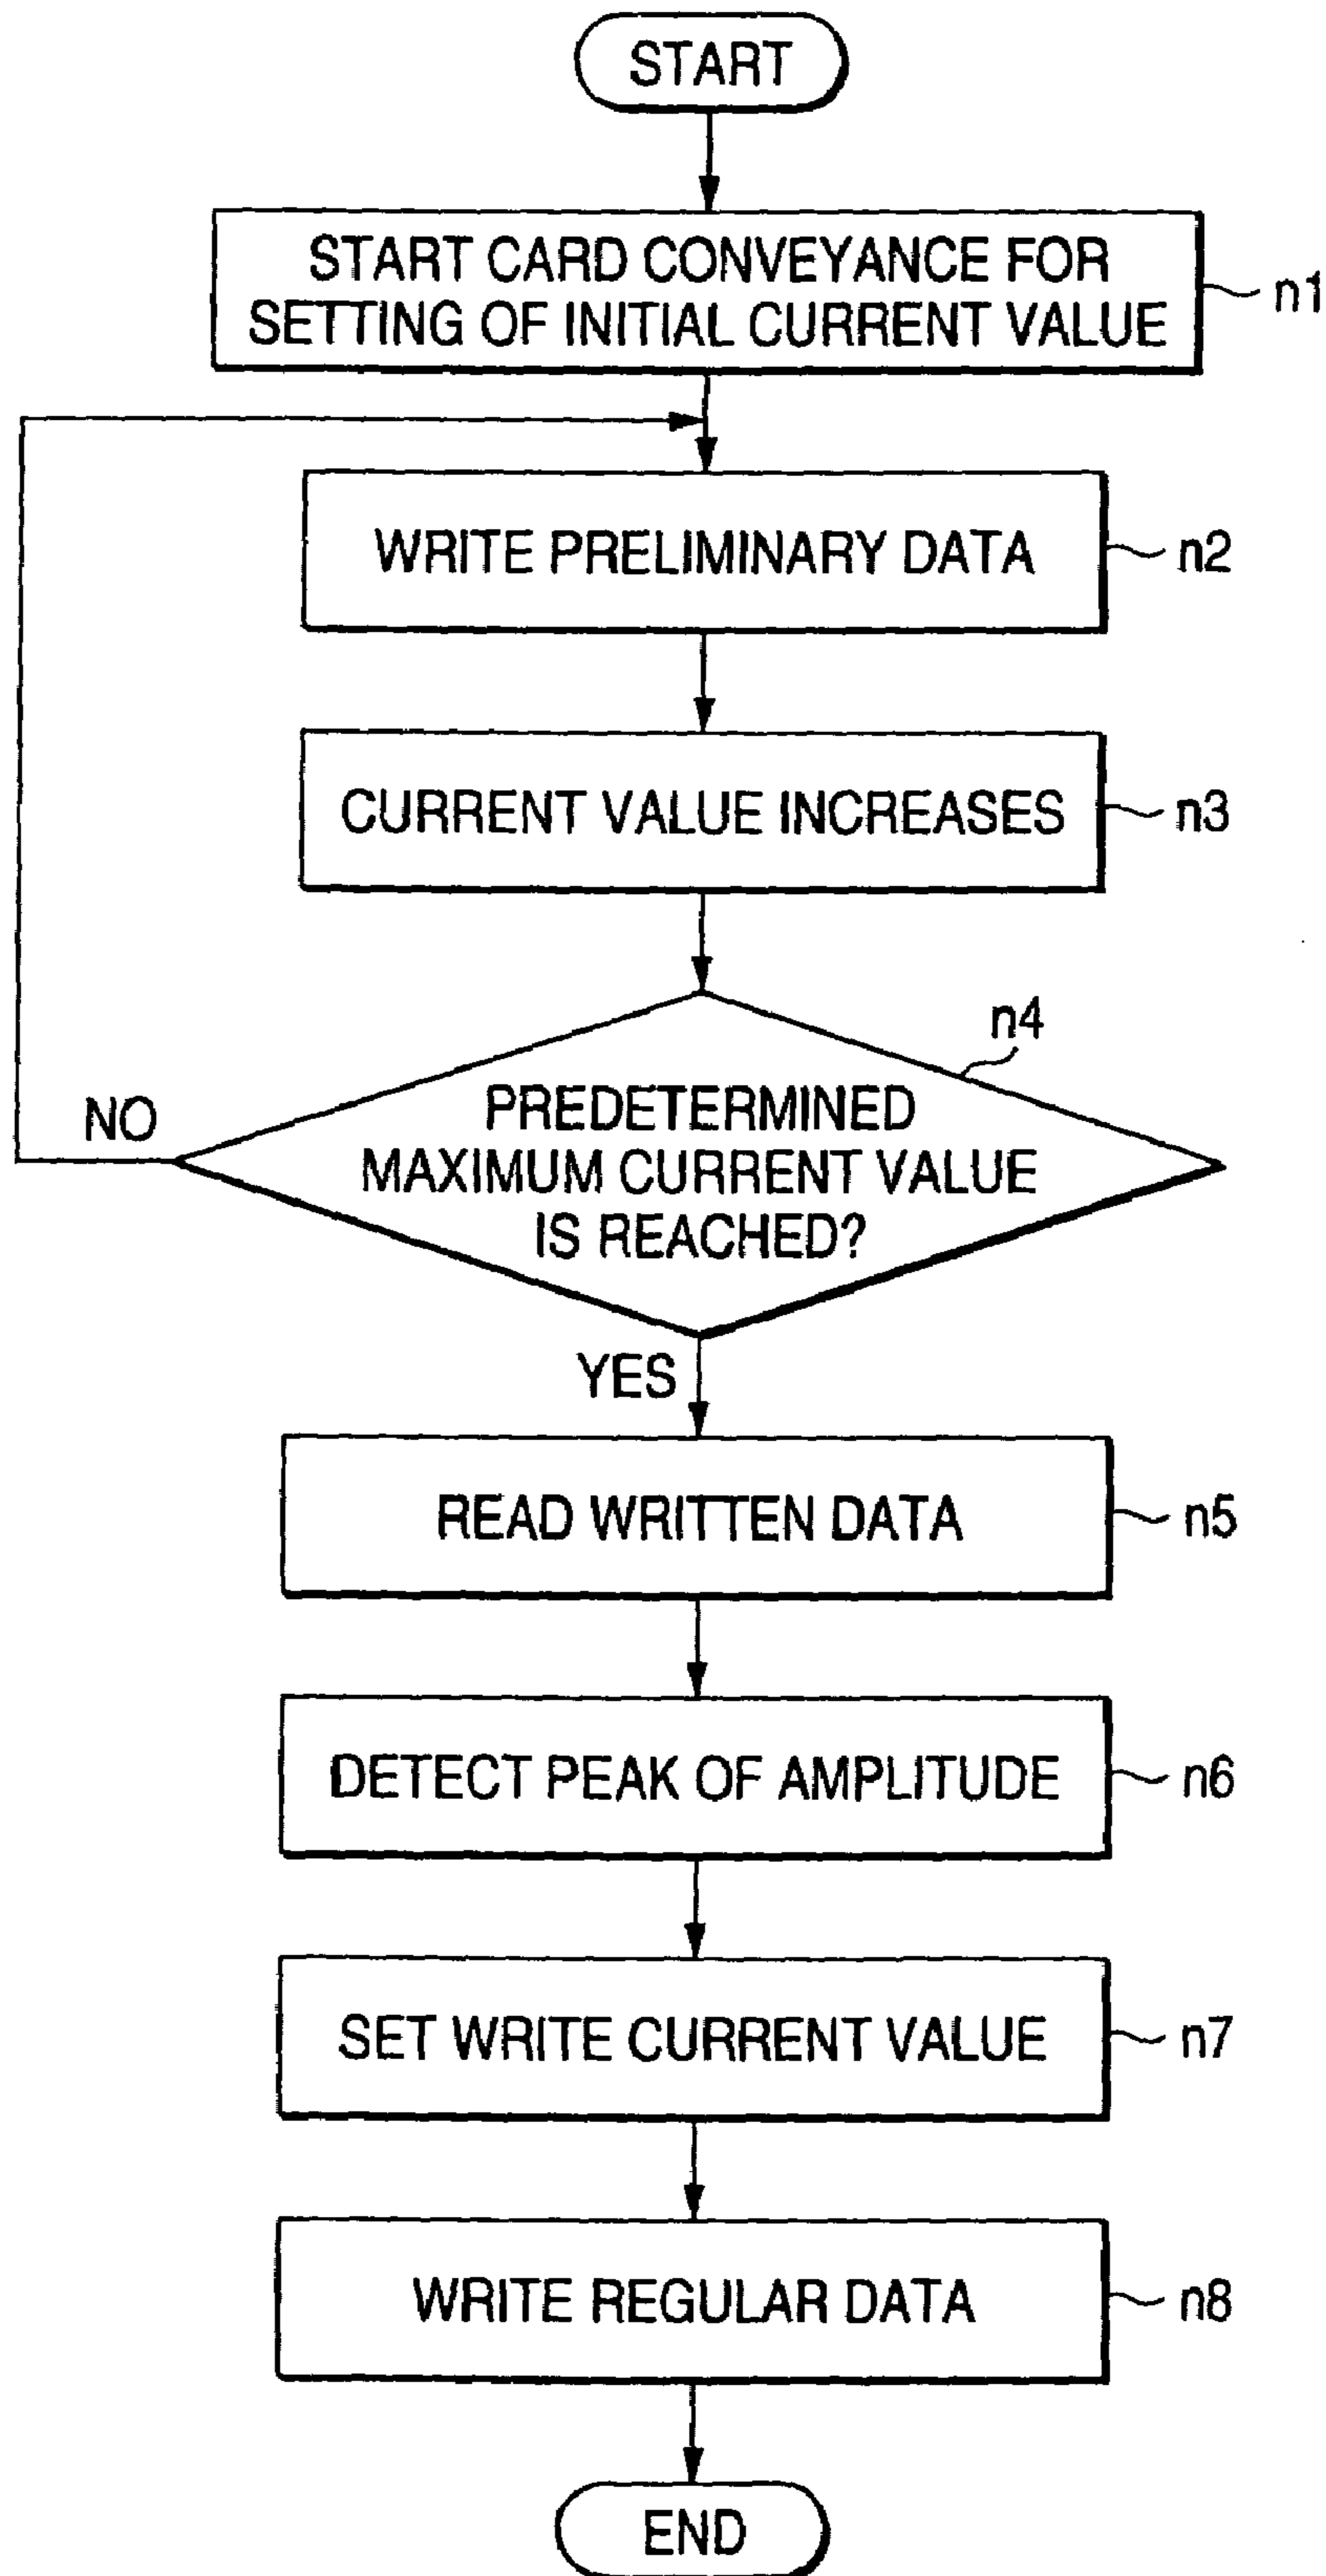 START
START CARD CONVEYANCE FOR
SETTING OF INITIAL CURRENT VALUE
n1
WRITE PRELIMINARY DATA
n2
CURRENT VALUE INCREASES
n3
n4
PREDETERMINED
MAXIMUM CURRENT VALUE
IS REACHED?
NO
YES
READ WRITTEN DATA
n5
DETECT PEAK OF AMPLITUDE
n6
SET WRITE CURRENT VALUE
n7
WRITE REGULAR DATA
n8
END